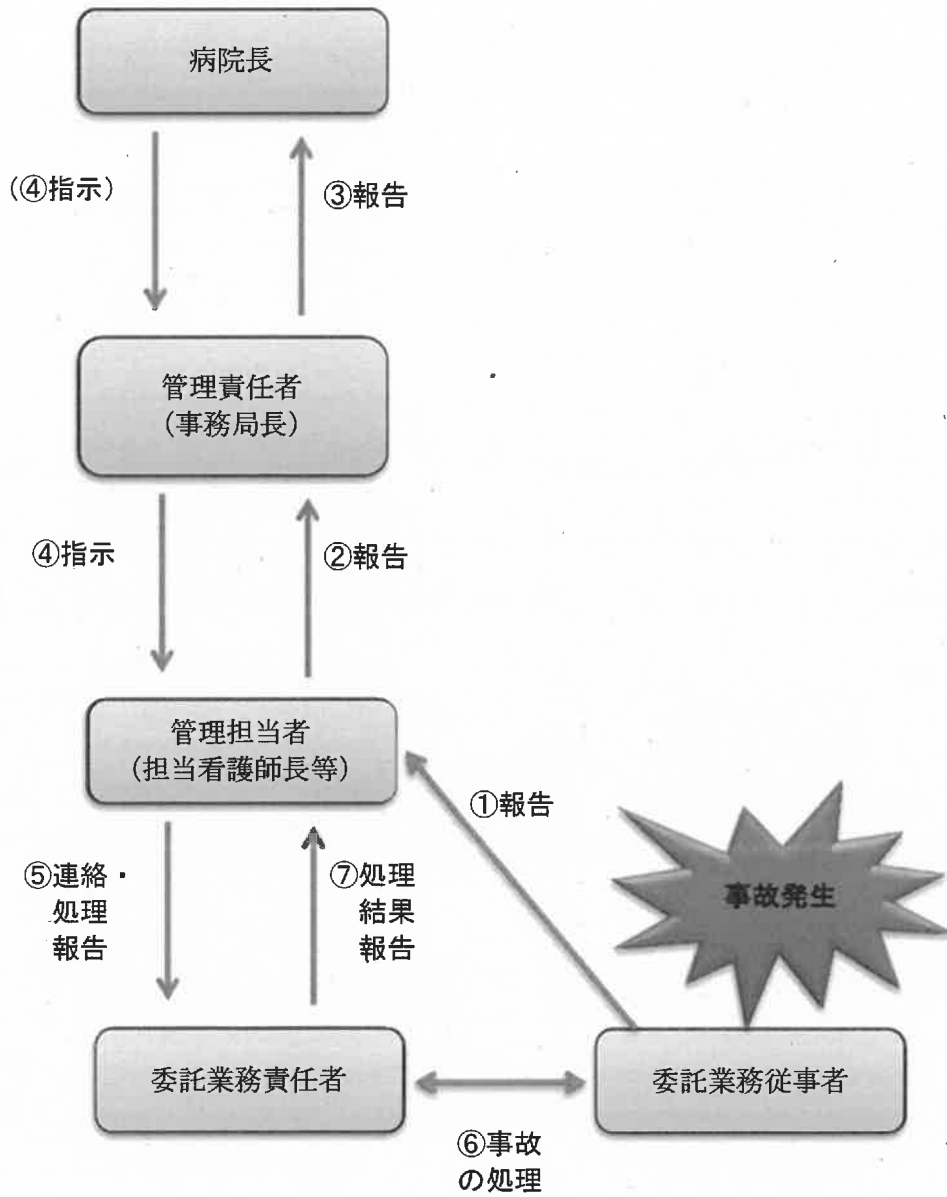 病院長
(④指示)
③報告
管理責任者
(事務局長)
④指示
②報告
管理担当者
(担当看護師長等)
①報告
⑤連絡・
処理
報告
⑦処理
結果
報告
事故発生
委託業務責任者
委託業務従事者
⑥事故
の処理